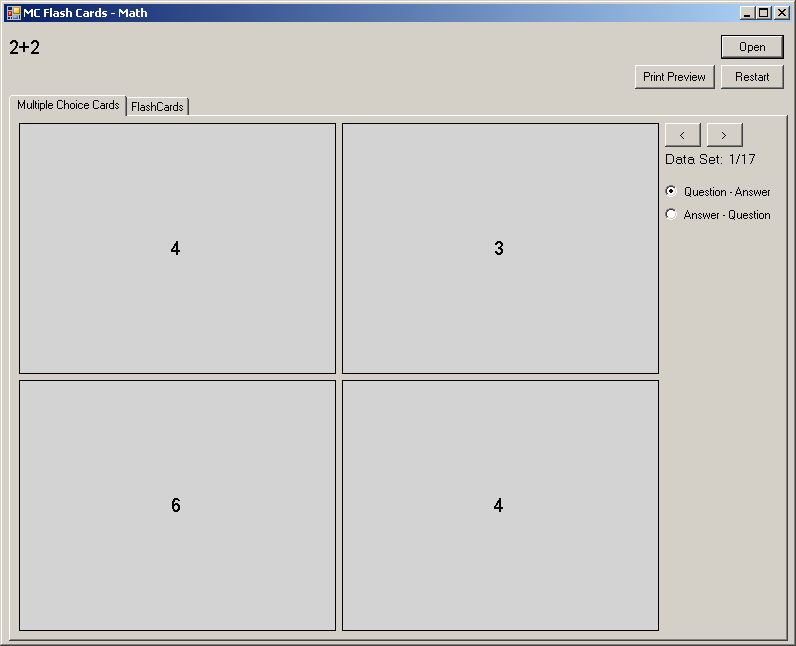 MC Flash Cards - Math
2+2
Open
Print Preview
Restart
Multiple Choice Cards
FlashCards
<
>
Data Set: 1/17
Question - Answer
Answer - Question
4
3
6
4